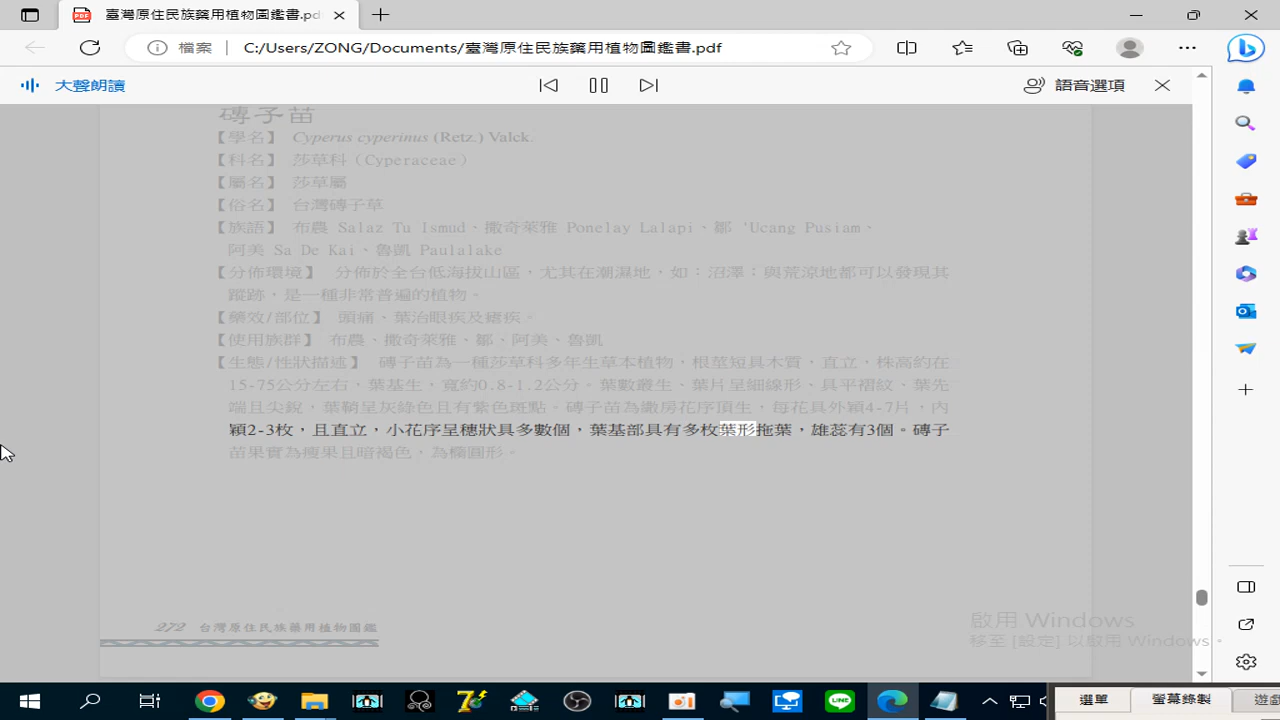 臺灣原住民族藥用植物圖鑑書.pd
檔案
C:/Users/ZONG/Documents/臺灣原住民族藥用植物圖鑑書.pdf
大聲朗讀
語音選項
磚子苗
【學名】 Cyperus cyperinus (Retz.) Valck.
【科名】 莎草科（Cyperaceae）
【屬名】 莎草屬
【俗名】 台灣磚子草
【族語】 布農 Salaz Tu Ismud、撒奇萊雅 Ponelay Lalapi、鄒 'Ucang Pusiam、
阿美 Sa De Kai、魯凱 Paulalake
【分佈環境】 分佈於全台低海拔山區，尤其在潮濕地，如：沼澤；與荒涼地都可以發現其
蹤跡，是一種非常普遍的植物。
【藥效/部位】 頭痛、葉治眼疾及瘧疾。
【使用族群】 布農、撒奇萊雅、鄒、阿美、魯凱
【生態/性狀描述】 磚子苗為一種莎草科多年生草本植物，根莖短具木質，直立，株高約在
15-75公分左右，葉基生，寬約0.8-1.2公分。葉數叢生、葉片呈細線形、具平褶紋、葉先
端且尖銳，葉鞘呈灰綠色且有紫色斑點。磚子苗為繖房花序頂生，每花具外穎4-7片，內
穎2-3枚，且直立，小花序呈穗狀具多數個，葉基部具有多枚葉形拖葉，雄蕊有3個。磚子
苗果實為瘦果且暗褐色，為橢圓形。
272 台灣原住民族藥用植物圖鑑
啟用 Windows
移至 [設定] 以啟用 Windows。
選單
螢幕錄製
遊戲